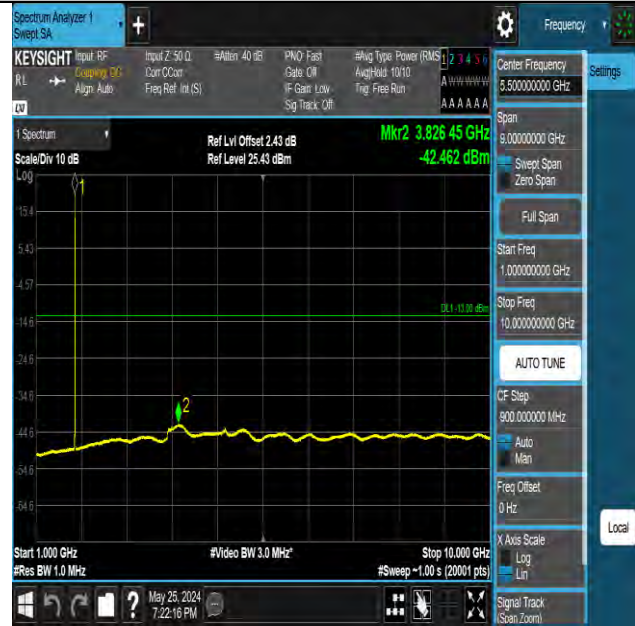 Spectrum Analyzer 1
Swept SA
+
Frequency
KEYSIGHT
RL
Input: RF
Coupling: DC
Align: Auto
Input Z: 50 Ω
Corr CCorr
Freq Ref: Int (S)
#Atten: 40 dB
PNO: Fast
Gate: Off
IF Gain: Low
Sig Track: Off
#Avg Type: Power (RMS
Avg|Hold: 10/10
Trig: Free Run
1 2 3 4 5 6
A W W W W W
A A A A A A
LXI
1 Spectrum
Scale/Div 10 dB
Ref Lvl Offset 2.43 dB
Ref Level 25.43 dBm
Mkr2 3.826 45 GHz
-42.462 dBm
Log
1
15.4
5.43
-4.57
DL1 -13.00 dBm
-14.6
-24.6
-34.6
2
-44.6
-54.6
-64.6
Start 1.000 GHz
#Video BW 3.0 MHz*
Stop 10.000 GHz
#Res BW 1.0 MHz
#Sweep ~1.00 s (20001 pts)
?
May 25, 2024
7:22:16 PM
Center Frequency
5.50000000 GHz
Settings
Span
9.00000000 GHz
Swept Span
Zero Span
Full Span
Start Freq
1.000000000 GHz
Stop Freq
10.000000000 GHz
AUTO TUNE
CF Step
900.000000 MHz
Auto
Man
Freq Offset
0 Hz
X Axis Scale
Log
Lin
Local
Signal Track
(Span Zoom)